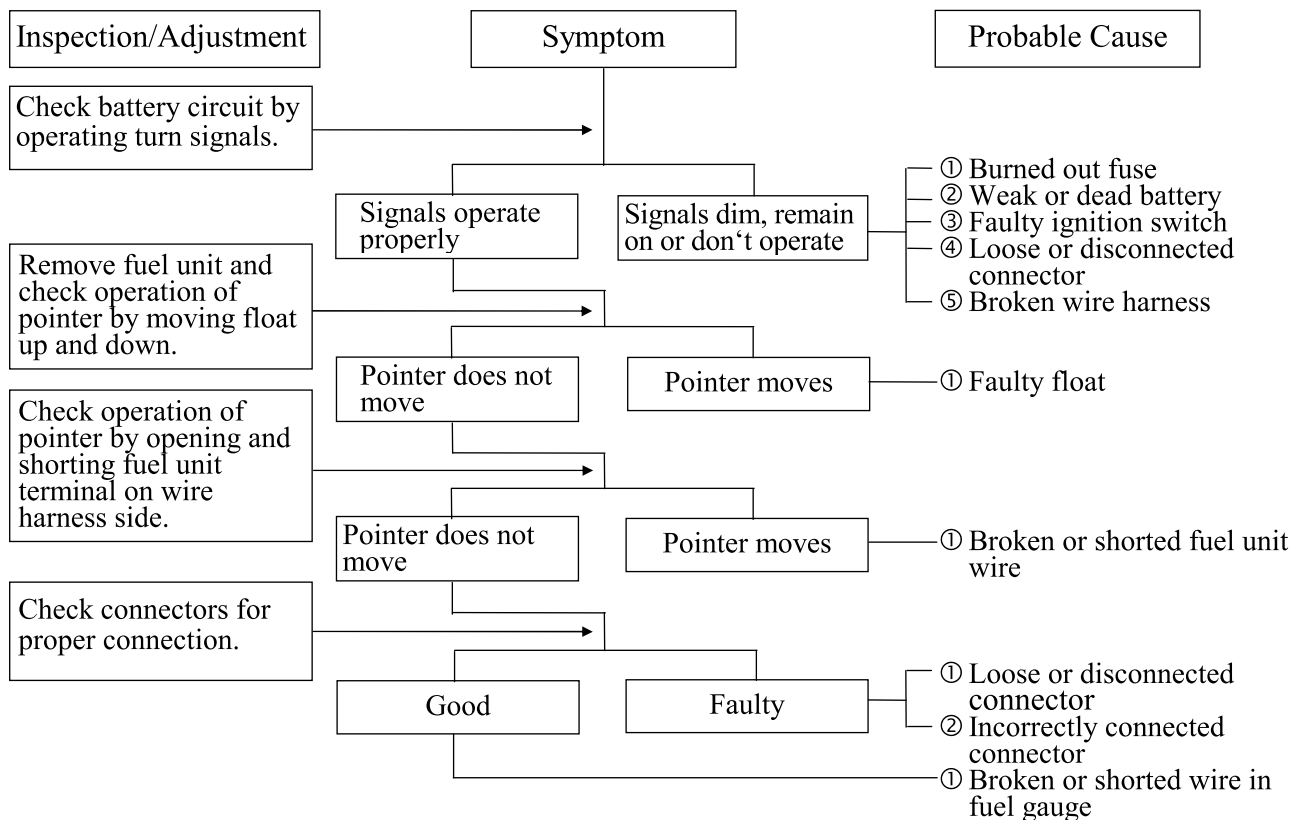 Inspection/Adjustment
Symptom
Probable Cause
Check battery circuit by
operating turn signals.
Signals operate
properly
Signals dim, remain
on or don‘t operate
① Burned out fuse
② Weak or dead battery
③ Faulty ignition switch
④ Loose or disconnected
connector
⑤ Broken wire harness
Remove fuel unit and
check operation of
pointer by moving float
up and down.
Pointer does not
move
Pointer moves
① Faulty float
Check operation of
pointer by opening and
shorting fuel unit
terminal on wire
harness side.
Pointer does not
move
Pointer moves
① Broken or shorted fuel unit
wire
Check connectors for
proper connection.
Good
Faulty
① Loose or disconnected
connector
② Incorrectly connected
connector
① Broken or shorted wire in
fuel gauge